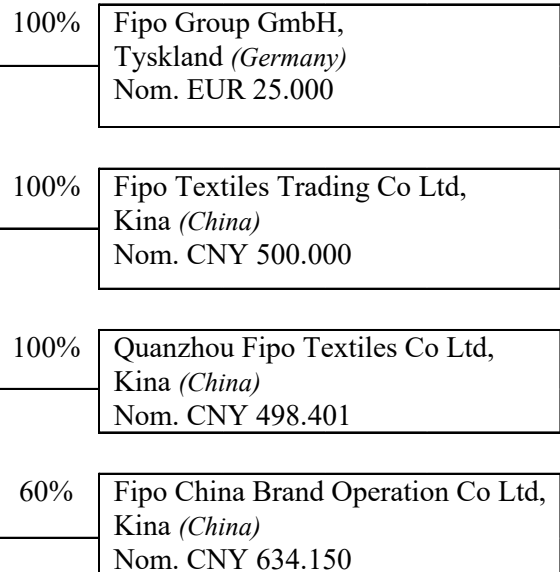 100% Fipo Group GmbH,
Tyskland (Germany)
Nom. EUR 25.000
100% Fipo Textiles Trading Co Ltd,
Kina (China)
Nom. CNY 500.000
100% Quanzhou Fipo Textiles Co Ltd,
Kina (China)
Nom. CNY 498.401
60% Fipo China Brand Operation Co Ltd,
Kina (China)
Nom. CNY 634.150